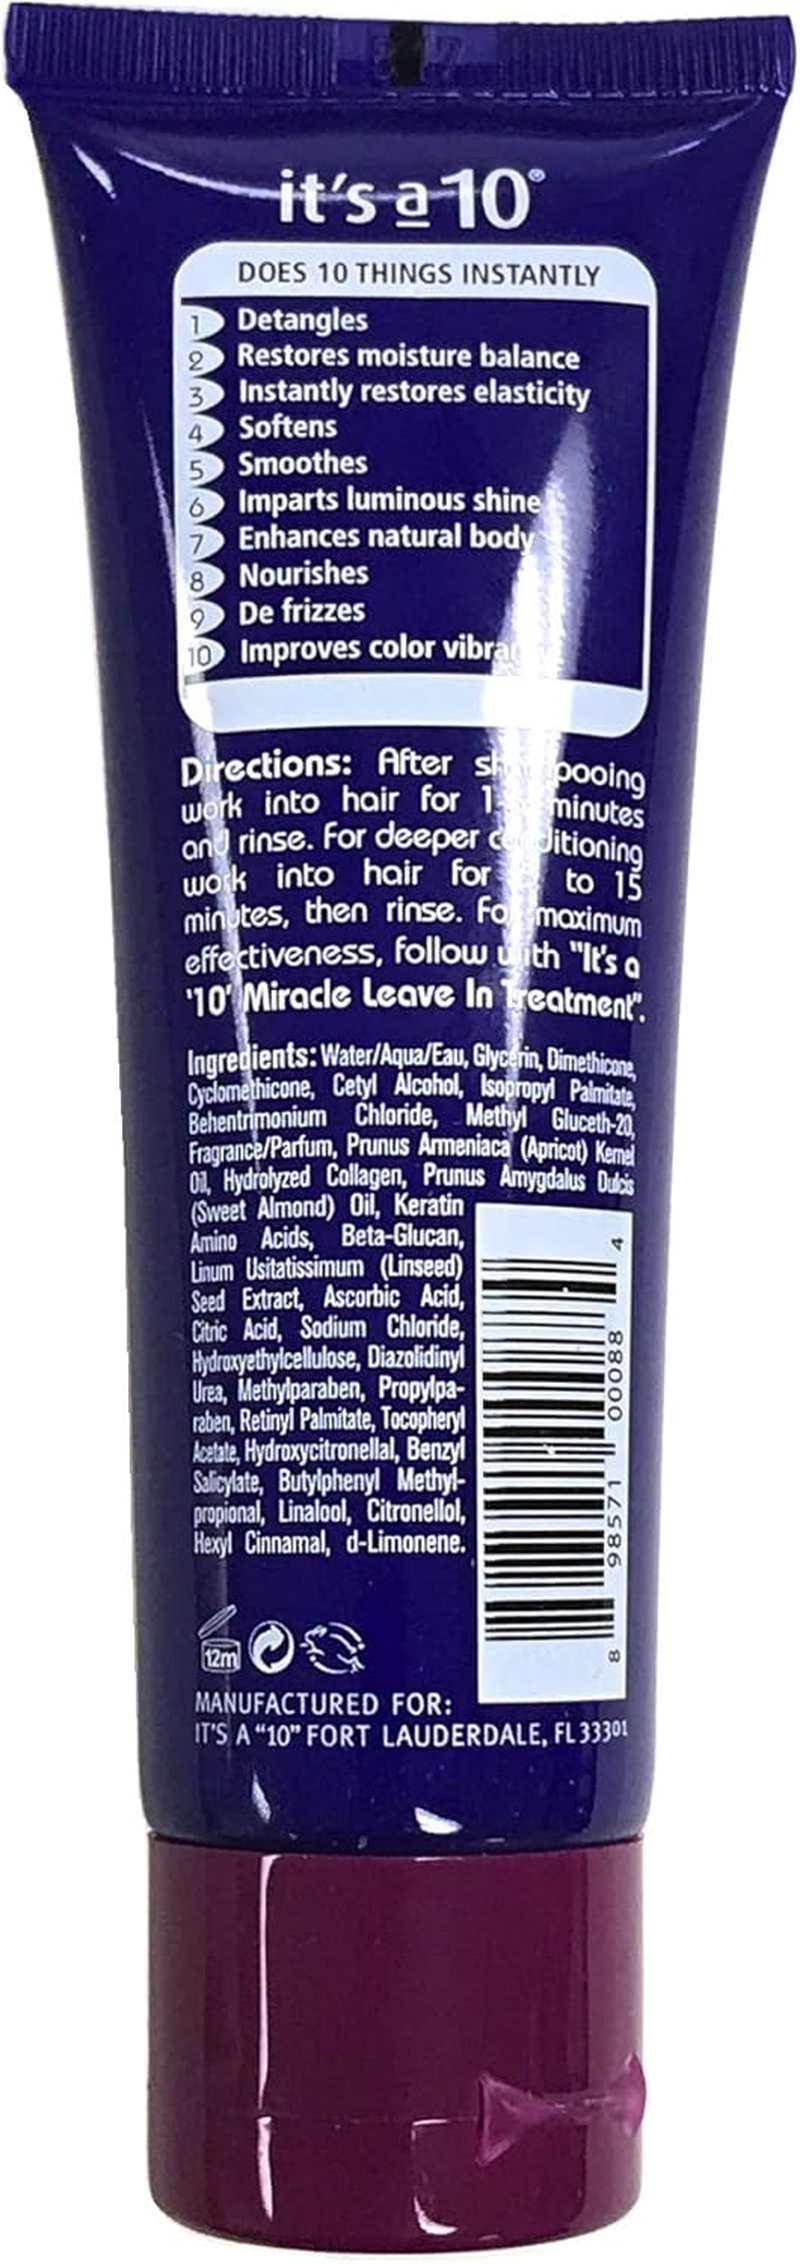 it's a 10®
DOES 10 THINGS INSTANTLY
1 Detangles
2 Restores moisture balance
3 Instantly restores elasticity
4 Softens
5 Smoothes
6 Imparts luminous shine
7 Enhances natural body
8 Nourishes
9 De frizzes
10 Improves color
Directions: After shampooing
work into hair for minutes
and rinse. For deeper conditioning
work into hair for to 15
minutes, then rinse. For maximum
effectiveness, follow with "It's a
'10' Miracle Leave In Treatment".
Ingredients: Water/Aqua/Eau, Glycerin, Dimethicone,
Cyclomethicone, Cetyl Alcohol, Isopropyl Palmitate,
Behentrimonium Chloride, Methyl Gluceth-20,
Fragrance/Parfum, Prunus Armeniaca (Apricot) Kernel
Oil, Hydrolyzed Collagen, Prunus Amygdalus Dulcis
(Sweet Almond) Oil, Keratin
Amino Acids, Beta-Glucan,
Linum Usitatissimum (Linseed)
Seed Extract, Ascorbic Acid,
Citric Acid, Sodium Chloride,
Hydroxyethylcellulose, Diazolidinyl
Urea, Methylparaben, Propylpa-
raben, Retinyl Palmitate, Tocopheryl
Acetate, Hydroxycitronellal, Benzyl
Salicylate, Butylphenyl Methyl-
propional, Linalool, Citronellol,
Hexyl Cinnamal, d-Limonene.
8 98571 00088 4
12m
MANUFACTURED FOR:
IT'S A "10" FORT LAUDERDALE, FL 33301